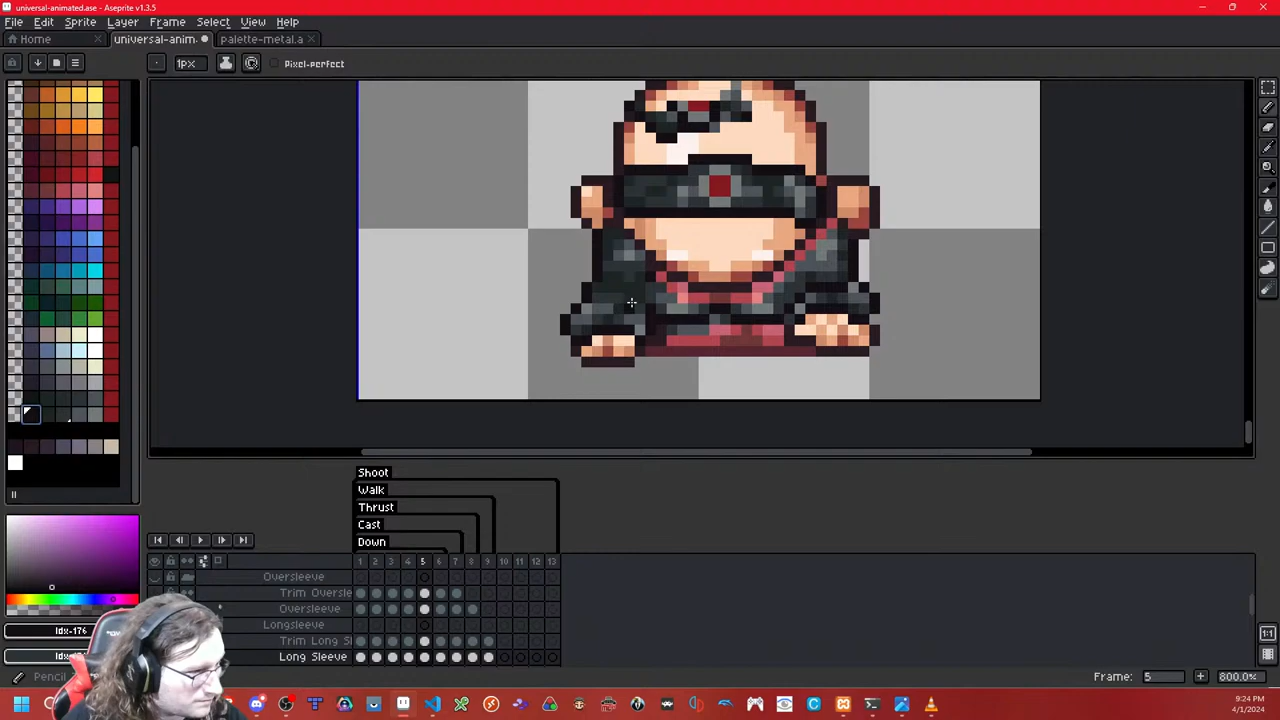 universal-animated.ase - Aseprite v1.3.5
File Edit Sprite Layer Frame Select View Help
Home universal-anim. palette-metal.a
1px Pixel-perfect
Shoot
Walk
Thrust
Cast
Down
1 2 3 4 5 6 7 8 9 10 11 12 13
Oversleeve
Trim Oversle
Oversleeve
Longsleeve
Trim Long S
Long Sleeve
Idx-176
Idx-
Pencil
Frame: 5 + 800.0%
1:1
9:24 PM
4/1/2024